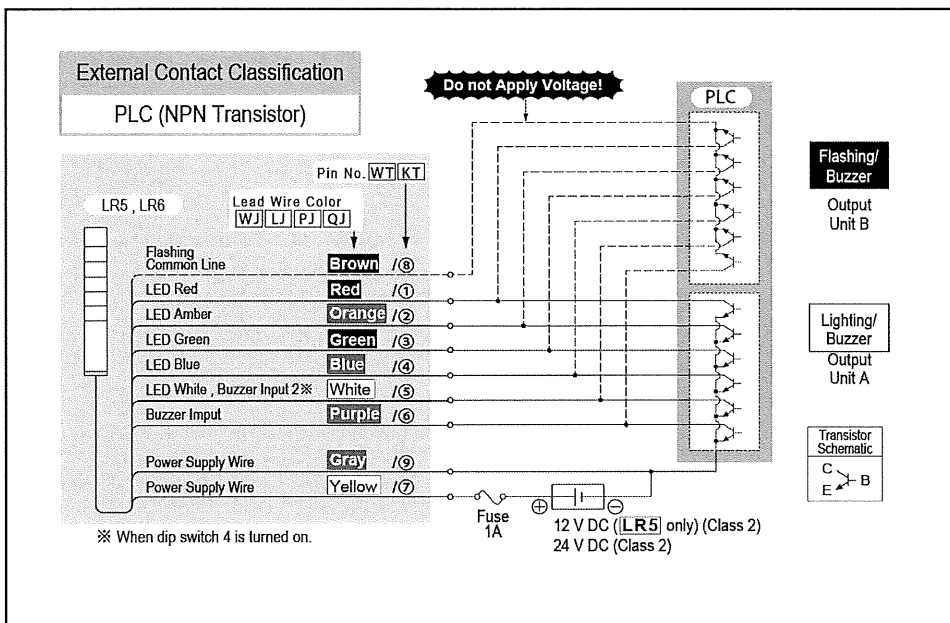 External Contact Classification
PLC (NPN Transistor)
Do not Apply Voltage!
PLC
Pin No. WT KT
LR5 , LR6
Lead Wire Color
WJ LJ PJ QJ
Flashing
Common Line Brown /⑧
LED Red Red /①
LED Amber Orange /②
LED Green Green /③
LED Blue Blue /④
LED White , Buzzer Input 2※ White /⑤
Buzzer Imput Purple /⑥
Power Supply Wire Gray /⑨
Power Supply Wire Yellow /⑦
Fuse
1A
⊕ ⊖
12 V DC ( LR5 only) (Class 2)
24 V DC (Class 2)
※ When dip switch 4 is turned on.
Flashing/
Buzzer
Output
Unit B
Lighting/
Buzzer
Output
Unit A
Transistor
Schematic
C
B
E